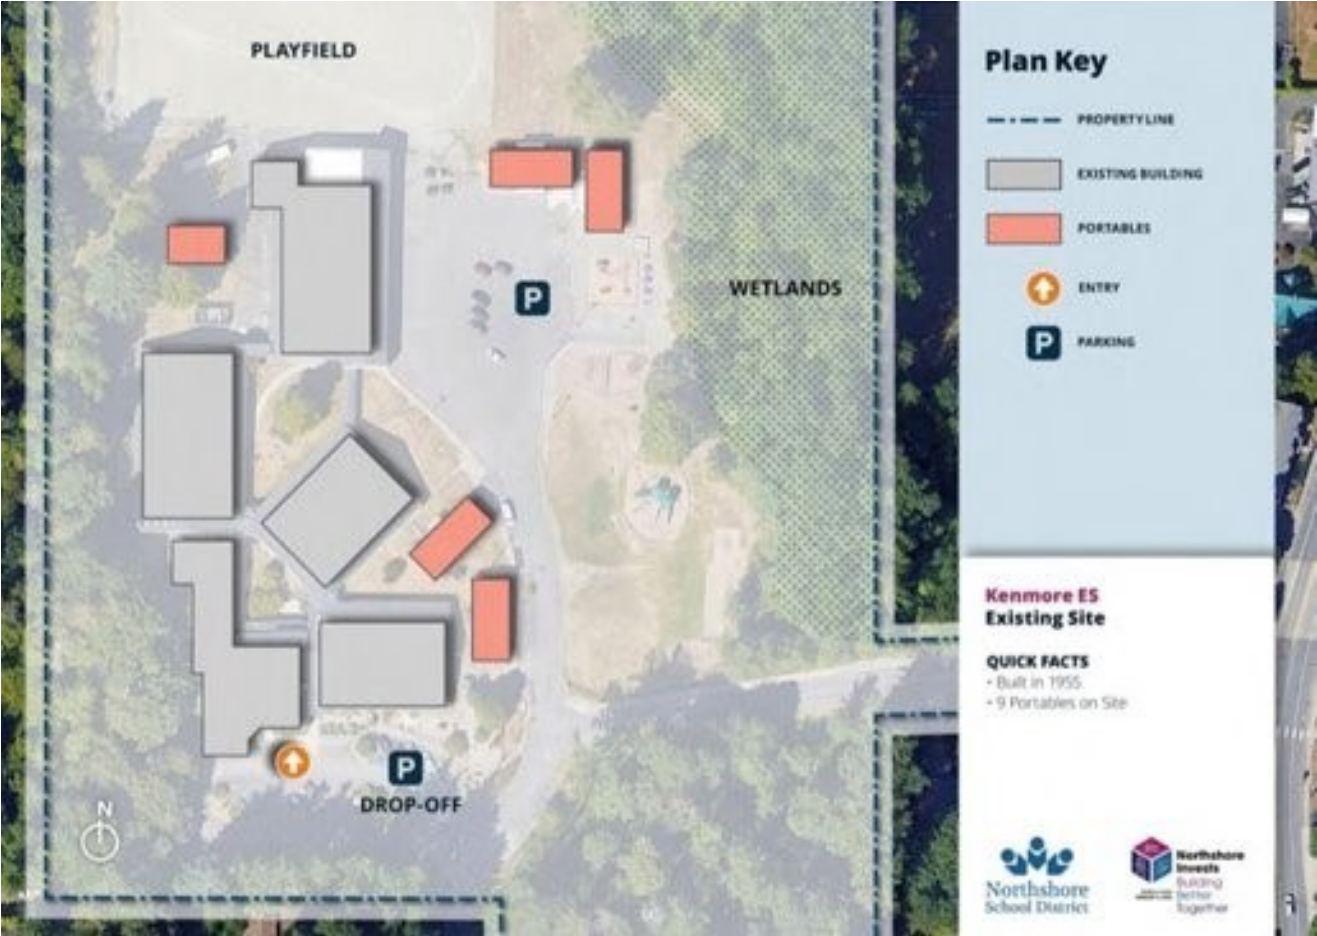 PLAYFIELD
WETLANDS
P
P
DROP-OFF
N
Plan Key
PROPERTY LINE
EXISTING BUILDING
PORTABLES
ENTRY
P
PARKING
Kenmore ES
Existing Site
QUICK FACTS
• Built in 1955
• 9 Portables on Site
Northshore
School District
Northshore
Invests
Building
Better
Together